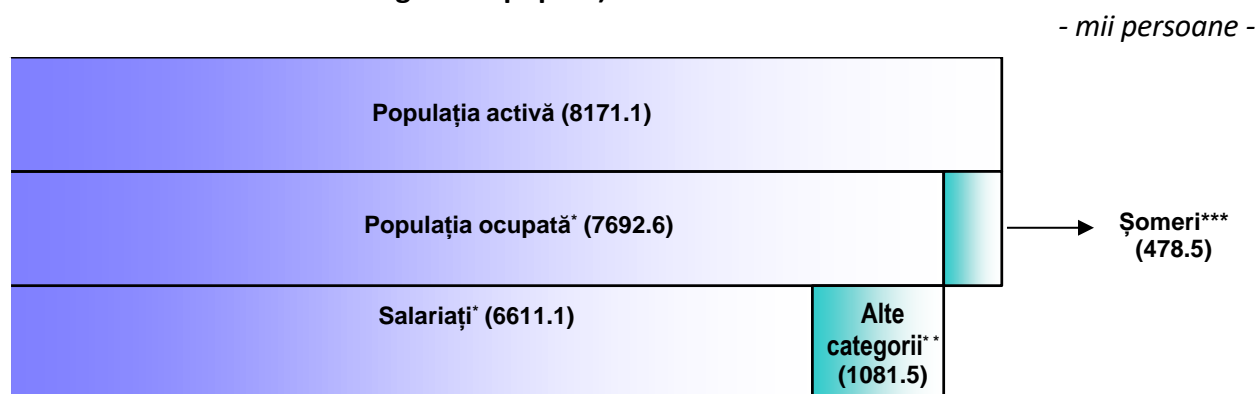 - mii persoane -
Populația activă (8171.1)
Populația ocupată* (7692.6)
Șomeri***
(478.5)
Salariați* (6611.1)
Alte
categorii**
(1081.5)